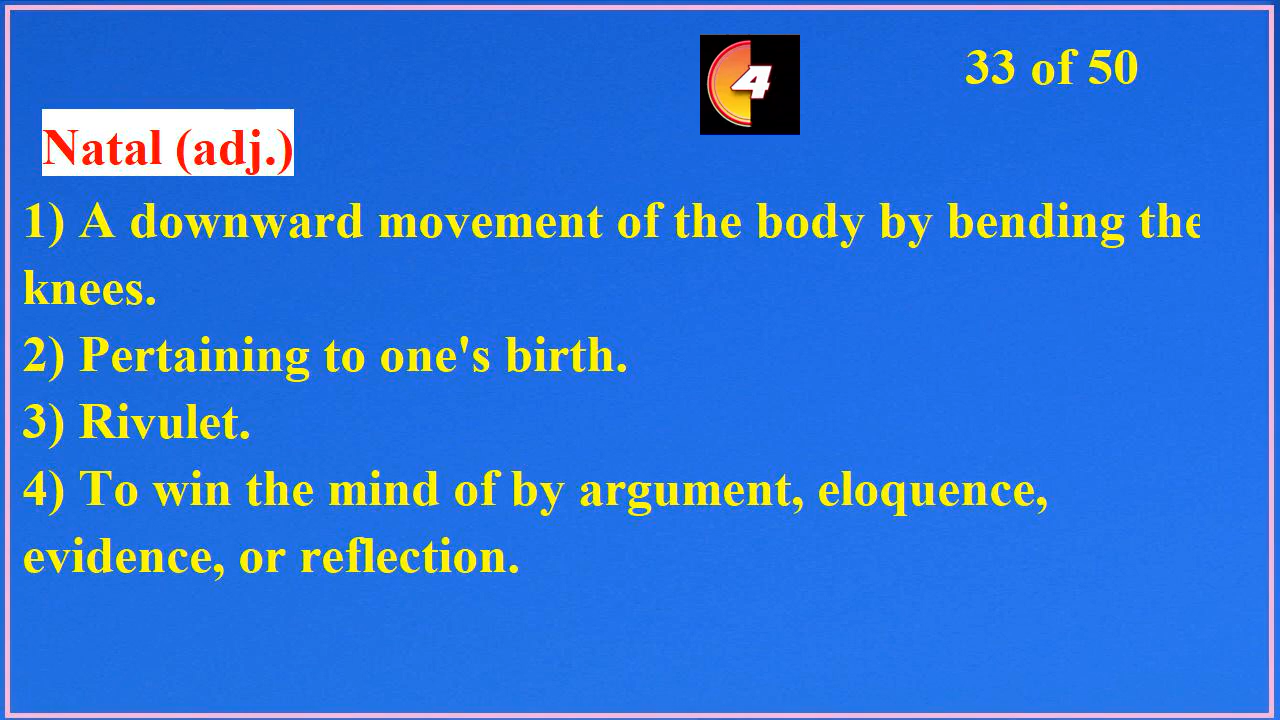 4
33 of 50
Natal (adj.)
1) A downward movement of the body by bending the
knees.
2) Pertaining to one's birth.
3) Rivulet.
4) To win the mind of by argument, eloquence,
evidence, or reflection.